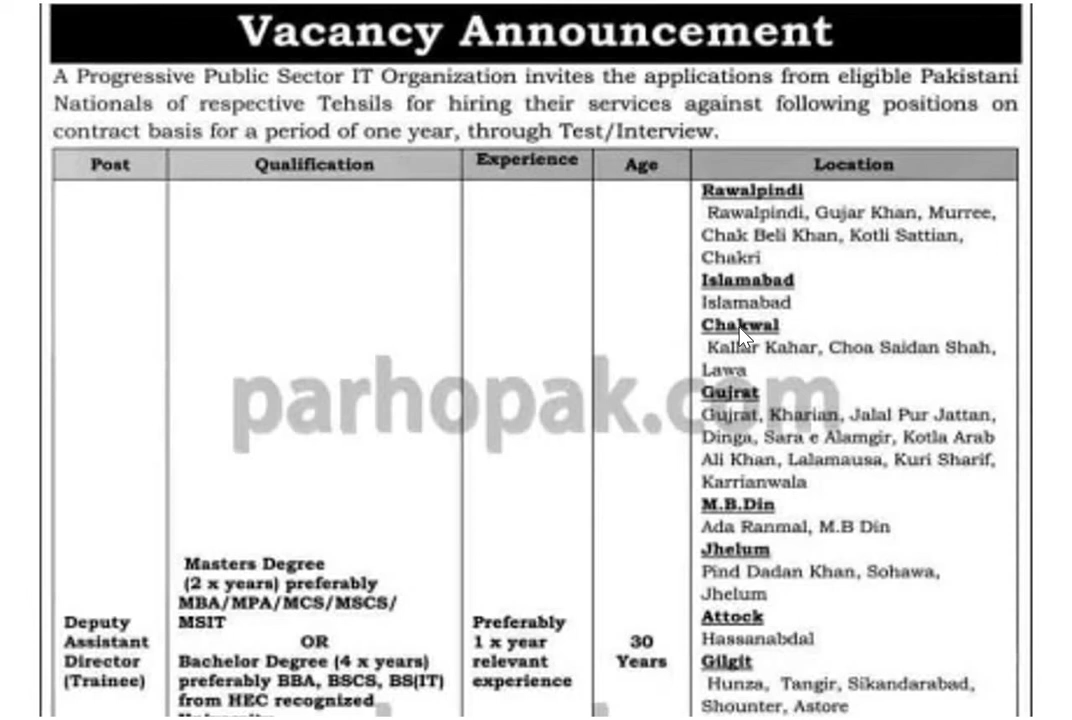 Vacancy Announcement
A Progressive Public Sector IT Organization invites the applications from eligible Pakistani
Nationals of respective Tehsils for hiring their services against following positions on
contract basis for a period of one year, through Test/Interview.
Post
Qualification
Experience
Age
Location
Deputy
Assistant
Director
(Trainee)
Masters Degree
(2 x years) preferably
MBA/MPA/MCS/MSCS/
MSIT
OR
Bachelor Degree (4 x years)
preferably BBA, BSCS, BS(IT)
from HEC recognized
Preferably
1 x year
relevant
experience
30
Years
Rawalpindi
Rawalpindi, Gujar Khan, Murree,
Chak Beli Khan, Kotli Sattian,
Chakri
Islamabad
Islamabad
Chakwal
Kallar Kahar, Choa Saidan Shah,
Lawa
Gujrat
Gujrat, Kharian, Jalal Pur Jattan,
Dinga, Sara e Alamgir, Kotla Arab
Ali Khan, Lalamausa, Kuri Sharif,
Karrianwala
M.B.Din
Ada Ranmal, M.B Din
Jhelum
Pind Dadan Khan, Sohawa,
Jhelum
Attock
Hassanabdal
Gilgit
Hunza, Tangir, Sikandarabad,
Shounter, Astore
parhopak.com